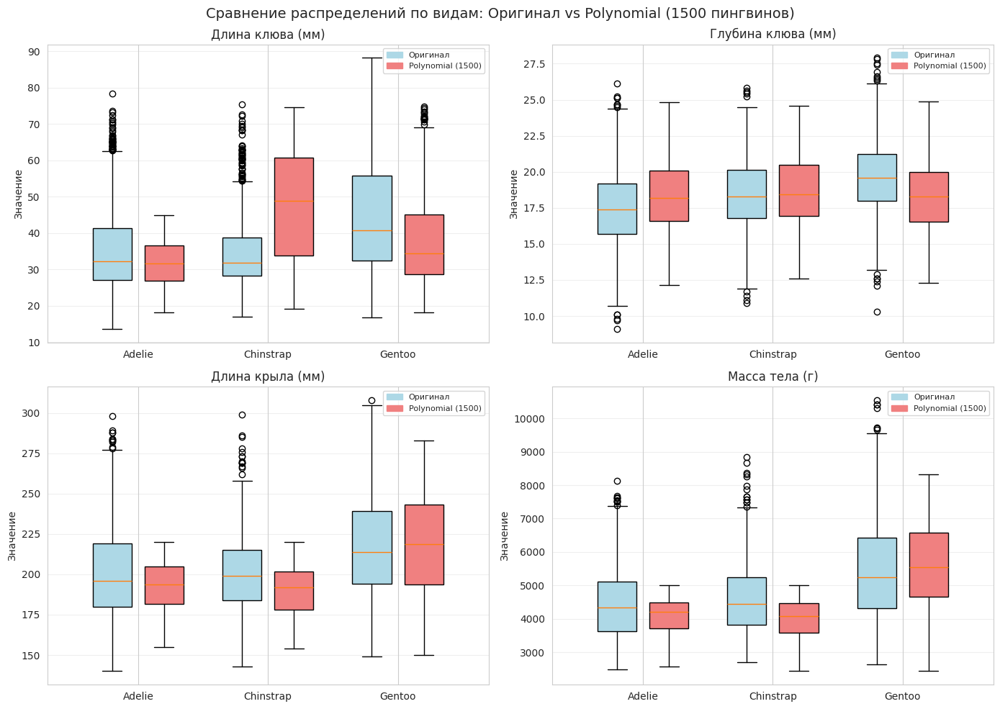 Сравнение распределений по видам: Оригинал vs Polynomial (1500 пингвинов)
Длина клюва (мм)
Оригинал
Polynomial (1500)
Значение
90
80
70
60
50
40
30
20
10
Adelie
Chinstrap
Gentoo
Глубина клюва (мм)
Оригинал
Polynomial (1500)
Значение
27.5
25.0
22.5
20.0
17.5
15.0
12.5
10.0
Adelie
Chinstrap
Gentoo
Длина крыла (мм)
Оригинал
Polynomial (1500)
Значение
300
275
250
225
200
175
150
Adelie
Chinstrap
Gentoo
Масса тела (г)
Оригинал
Polynomial (1500)
Значение
10000
9000
8000
7000
6000
5000
4000
3000
Adelie
Chinstrap
Gentoo